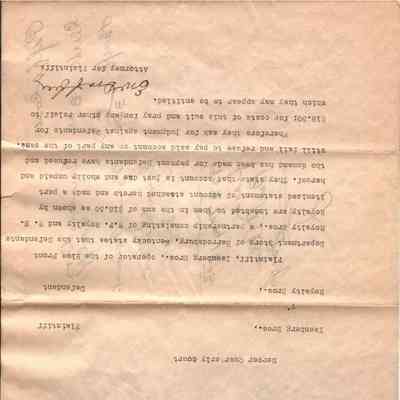 Mercer Quarterly Court
Isenberg Bros., Plaintiff
Royalty Bros., Defendant
Plaintiff, Isenberg Bros., operator of the Blue Front
Department Store of Harrodsburg, Kentucky, states that the Defendants
Royalty Bros., a partnership consisting of
Royalty, are indebted to them in the sum of $10.50 as shown by
itemized statement of account attached hereto and made a part
hereof. They state that account is just due and wholly unpaid and
tho demand has been made for payment Defendants have refused and
still fail and refuse to pay said account or any part of the same.
Therefore they ask for judgment against defendants for
$10.50, for costs of this suit and pray for any other relief to
which they may appear to be entitled.
Attorney for Plaintiffs